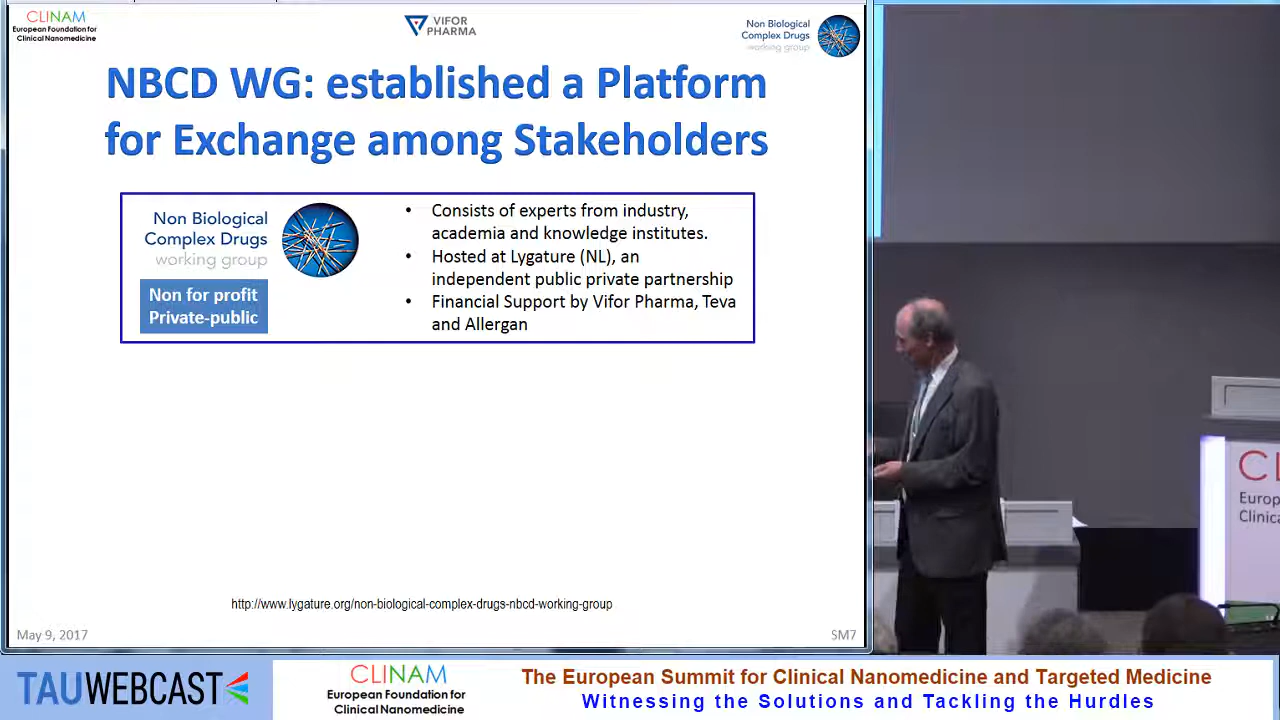 CLINAM
European Foundation for
Clinical Nanomedicine
VIFOR
PHARMA
Non Biological
Complex Drugs
working group
NBCD WG: established a Platform
for Exchange among Stakeholders
Non Biological
Complex Drugs
working group
Non for profit
Private-public
• Consists of experts from industry,
academia and knowledge institutes.
• Hosted at Lygature (NL), an
independent public private partnership
• Financial Support by Vifor Pharma, Teva
and Allergan
http://www.lygature.org/non-biological-complex-drugs-nbcd-working-group
May 9, 2017
SM7
CL
Europ
Clinica
TAUWEBCAST
CLINAM
European Foundation for
Clinical Nanomedicine
The European Summit for Clinical Nanomedicine and Targeted Medicine
Witnessing the Solutions and Tackling the Hurdles